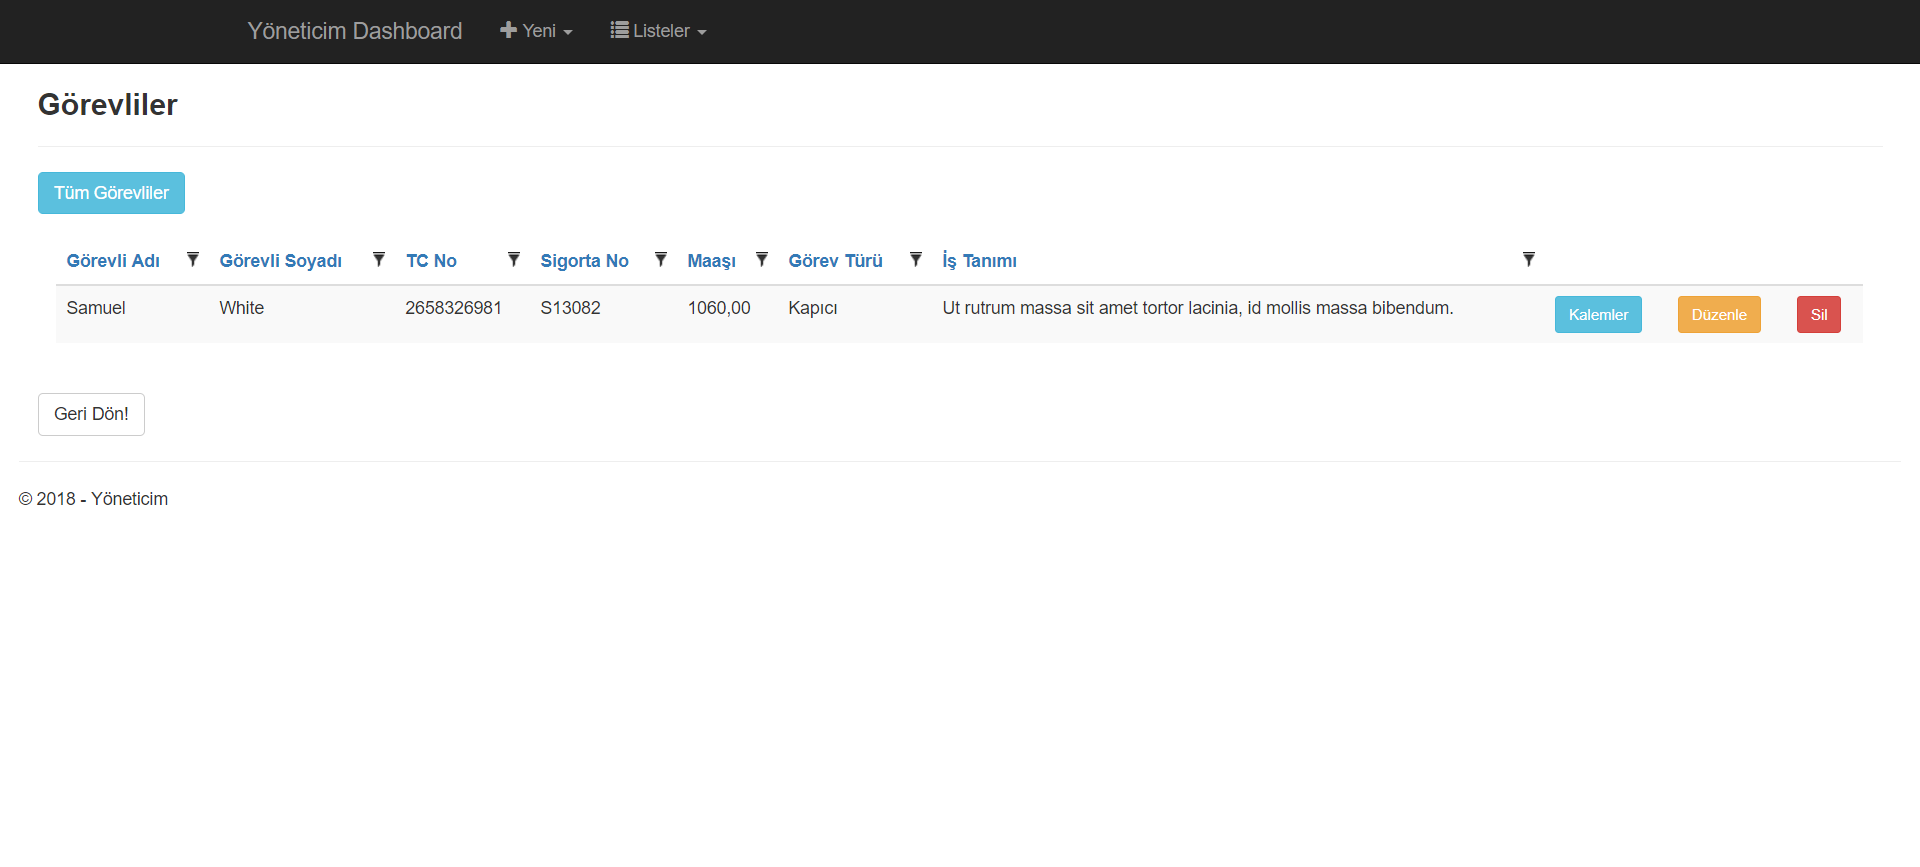 Yöneticim Dashboard Yeni Listeler
Görevliler
Tüm Görevliler
Görevli Adı Görevli Soyadı TC No Sigorta No Maaşı Görev Türü İş Tanımı
Samuel White 2658326981 S13082 1060,00 Kapıcı Ut rutrum massa sit amet tortor lacinia, id mollis massa bibendum. Kalemler Düzenle Sil
Geri Dön!
© 2018 - Yöneticim